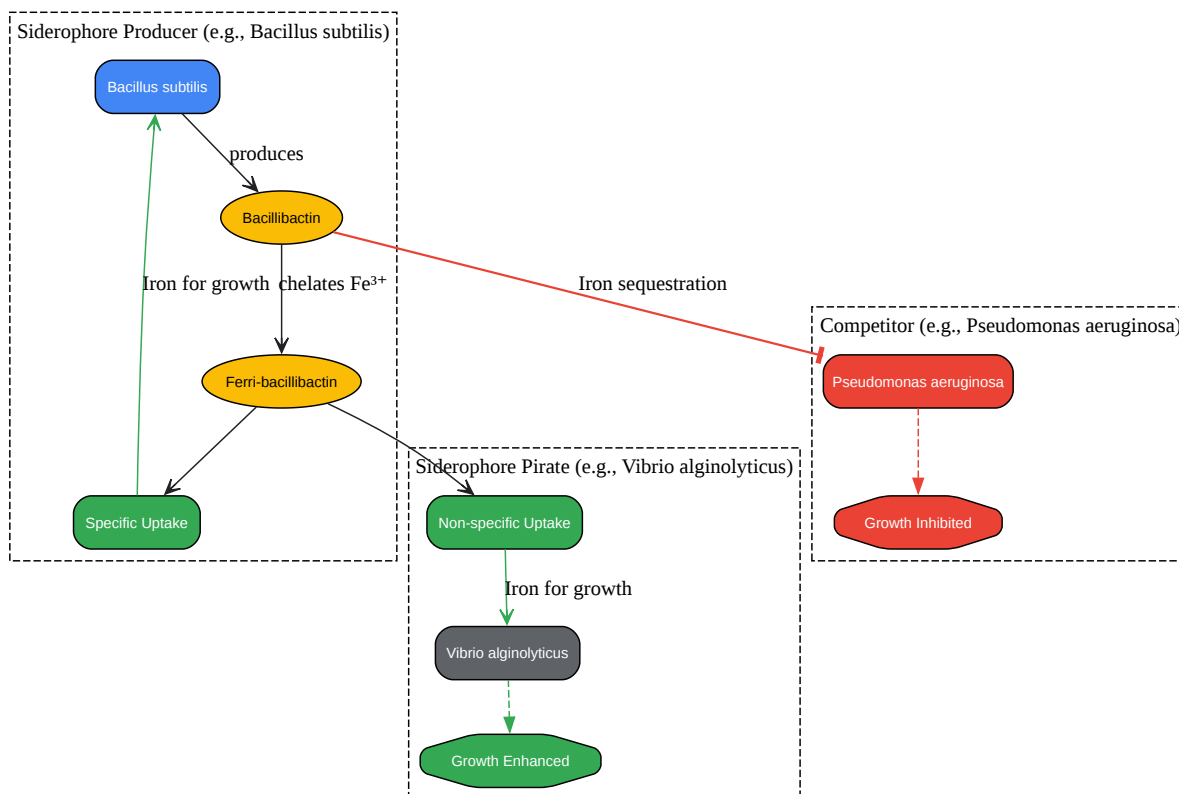 Siderophore Producer (e.g., Bacillus subtilis)
Bacillus subtilis
produces
Bacillibactin
Iron for growth
chelates Fe³⁺
Iron sequestration
Competitor (e.g., Pseudomonas aeruginosa)
Pseudomonas aeruginosa
Ferri-bacillibactin
Siderophore Pirate (e.g., Vibrio alginolyticus)
Specific Uptake
Non-specific Uptake
Growth Inhibited
Iron for growth
Vibrio alginolyticus
Growth Enhanced